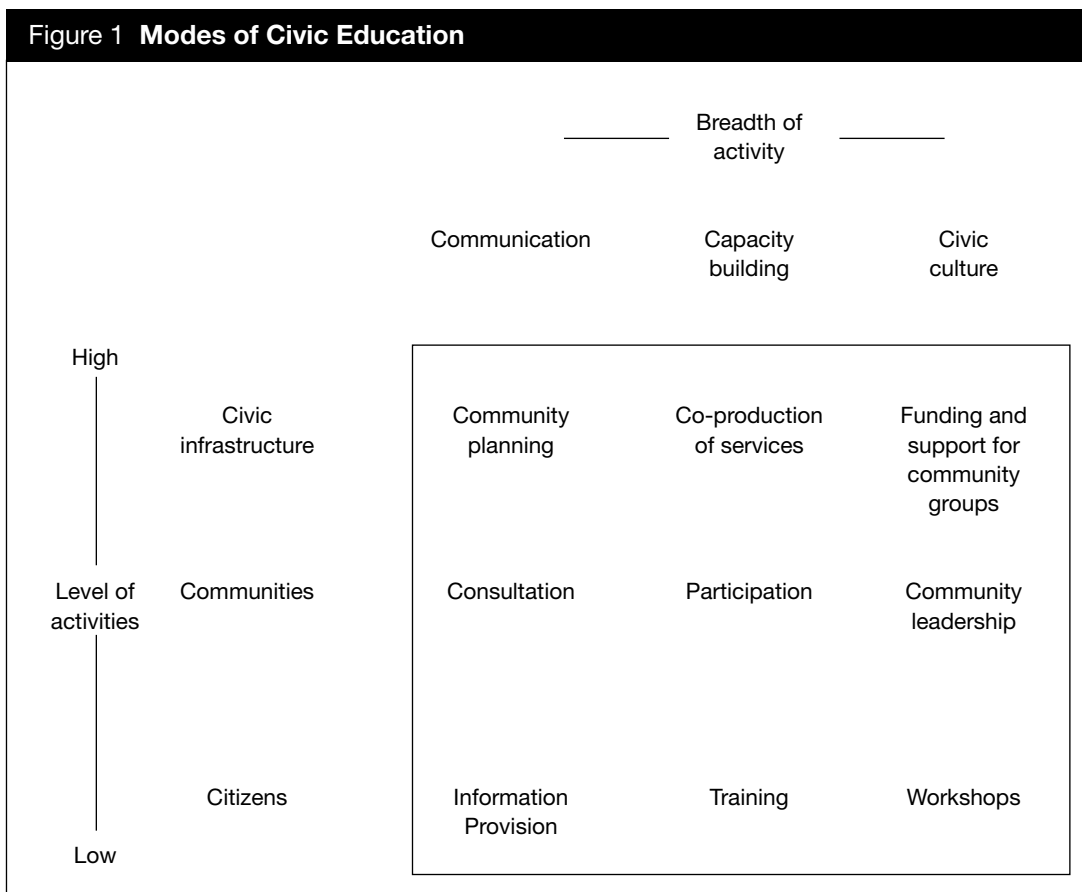 Figure 1 Modes of Civic Education
Breadth of
activity
Communication
Capacity
building
Civic
culture
High
Civic
infrastructure
Community
planning
Co-production
of services
Funding and
support for
community
groups
Level of
activities
Communities
Consultation
Participation
Community
leadership
Citizens
Information
Provision
Training
Workshops
Low